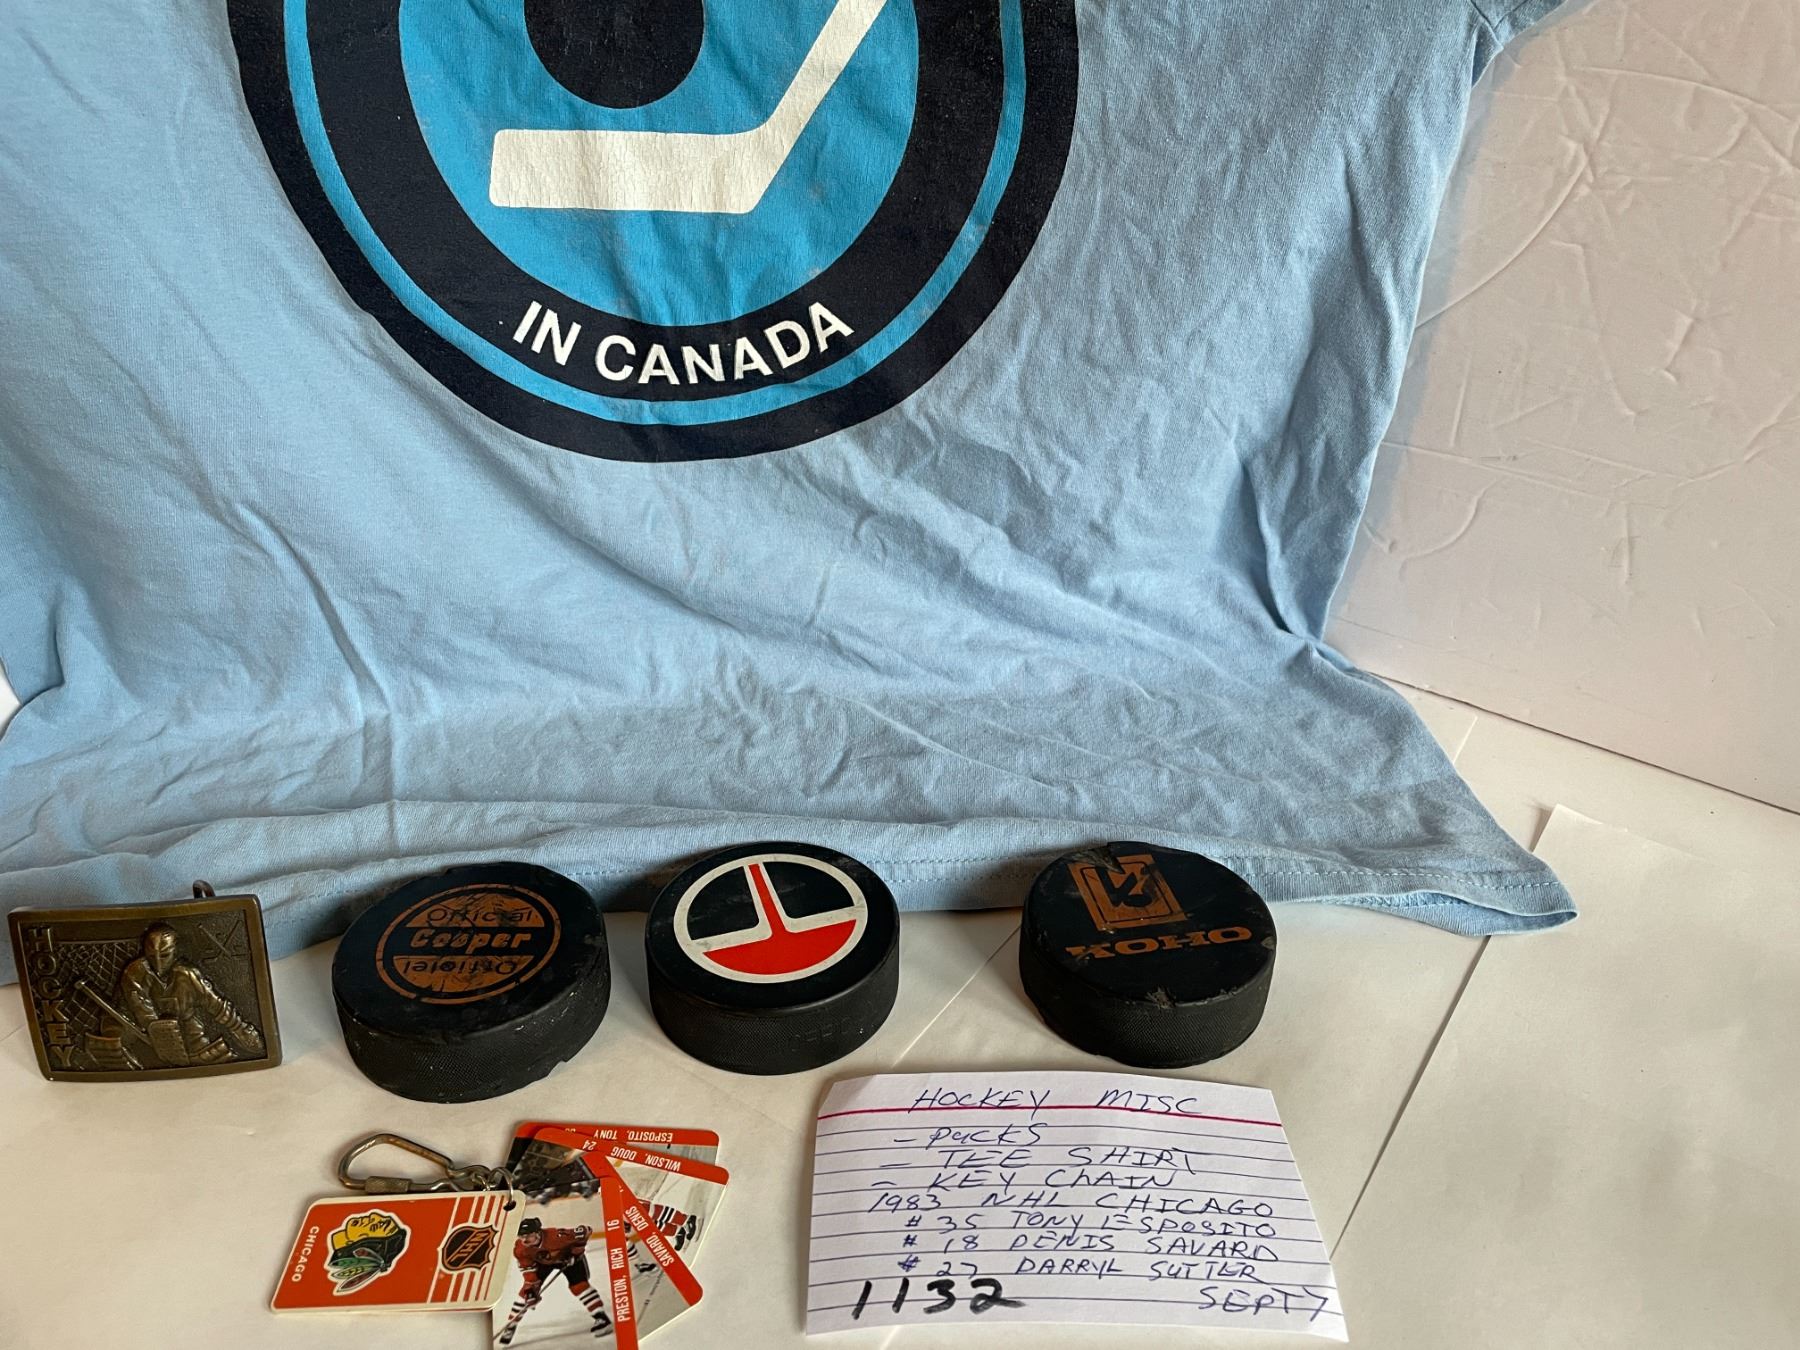 IN CANADA
HOCKEY
Official
Cooper
Officiel
KOHO
HOCKEY MISC
- PUCKS
- TEE SHIRT
- KEY CHAIN
1983 NHL CHICAGO
# 35 TONY ESPOSITO
# 18 DENIS SAVARD
# 27 DARRYL SUTTER
1132 SEPT 7
CHICAGO
NHL
ESPOSITO, TONY
WILSON, DOUG 24
SAVARD, DENIS
PRESTON, RICH 16